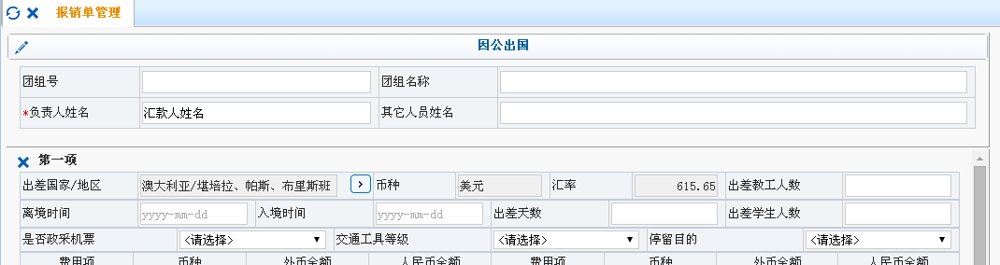 报销单管理
因公出国
团组号 团组名称
*负责人姓名 汇款人姓名 其它人员姓名
第一项
出差国家/地区 澳大利亚/堪培拉、帕斯、布里斯班 币种 美元 汇率 615.65 出差教工人数
离境时间 yyyy-mm-dd 入境时间 yyyy-mm-dd 出差天数 出差学生人数
是否政采机票 <请选择> 交通工具等级 <请选择> 停留目的 <请选择>
费用项 币种 外币金额 人民币金额 费用项 币种 外币金额 人民币金额